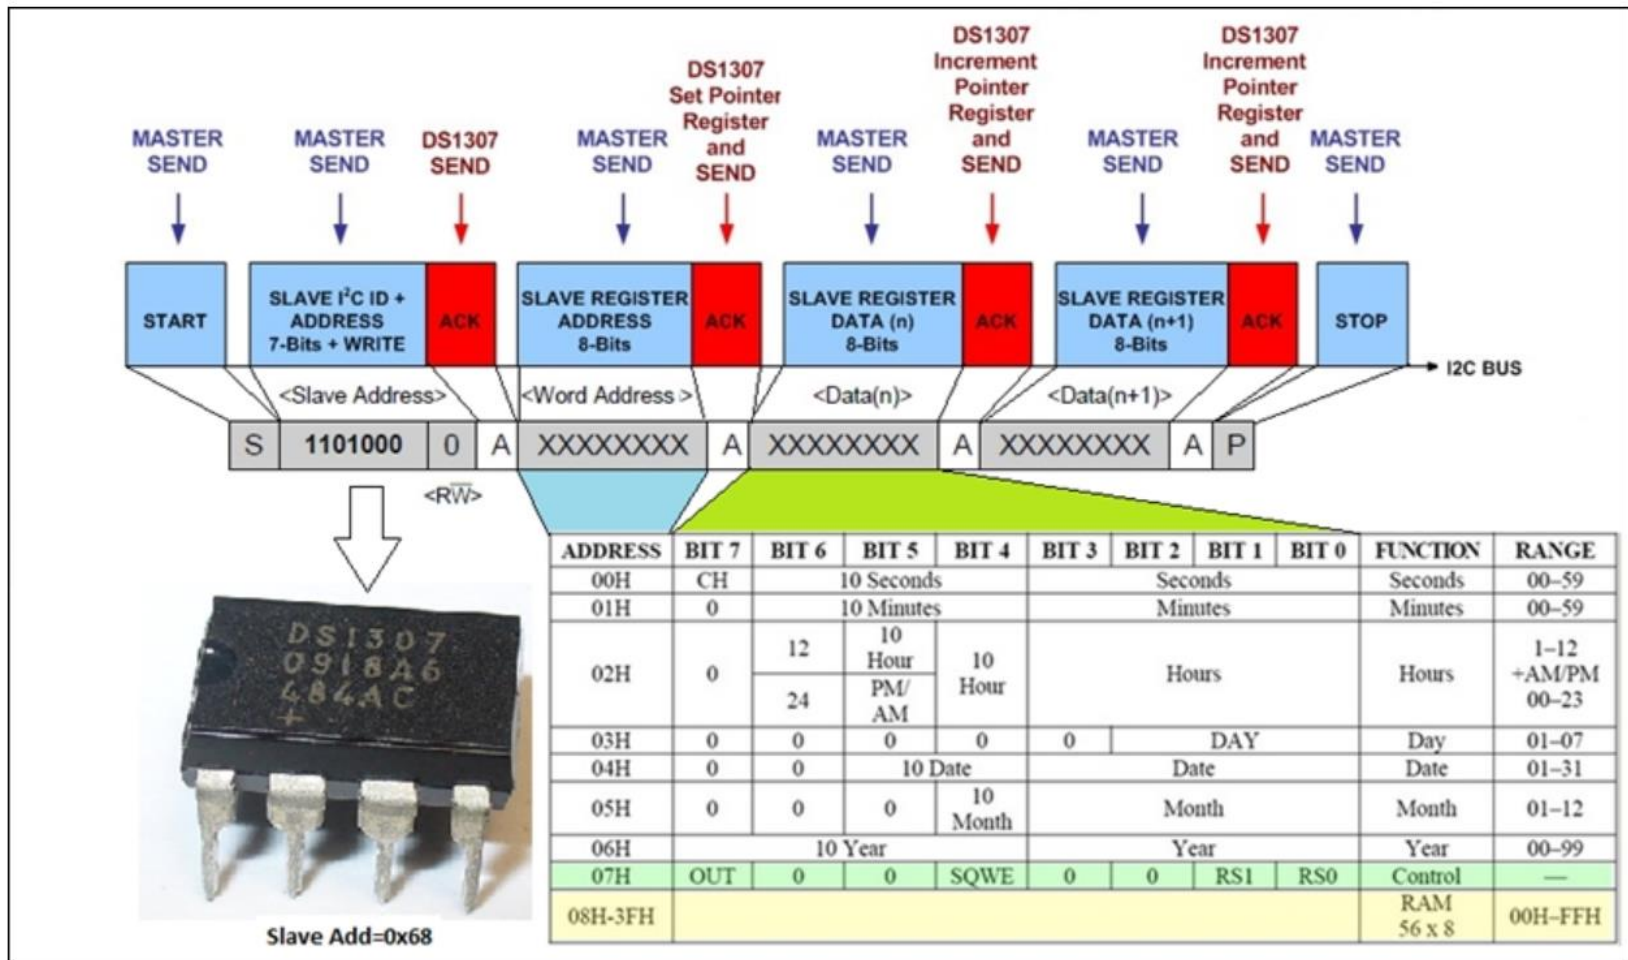 MASTER
SEND
MASTER
SEND
DS1307
SEND
MASTER
SEND
DS1307
Set Pointer
Register
and
SEND
MASTER
SEND
DS1307
Increment
Pointer
Register
and
SEND
MASTER
SEND
DS1307
Increment
Pointer
Register
and
SEND
MASTER
SEND
START
SLAVE I²C ID +
ADDRESS
7-Bits + WRITE
ACK
SLAVE REGISTER
ADDRESS
8-Bits
ACK
SLAVE REGISTER
DATA (n)
8-Bits
ACK
SLAVE REGISTER
DATA (n+1)
8-Bits
ACK
STOP
I2C BUS
<Slave Address> <Word Address > <Data(n)> <Data(n+1)>
S 1101000 0 A XXXXXXXX A XXXXXXXX A XXXXXXXX A P
<RW̅>
DS1307
0918A6
484AC
+
Slave Add=0x68
ADDRESS BIT 7 BIT 6 BIT 5 BIT 4 BIT 3 BIT 2 BIT 1 BIT 0 FUNCTION RANGE
00H CH 10 Seconds Seconds Seconds 00–59
01H 0 10 Minutes Minutes Minutes 00–59
02H 0
12
24
10
Hour
PM/
AM
10
Hour
Hours
Hours
1–12
+AM/PM
00–23
03H 0 0 0 0 0 DAY Day 01–07
04H 0 0 10 Date Date Date 01–31
05H 0 0 0
10
Month
Month Month 01–12
06H 10 Year Year Year 00–99
07H OUT 0 0 SQWE 0 0 RS1 RS0 Control —
08H-3FH
RAM
56 x 8
00H–FFH